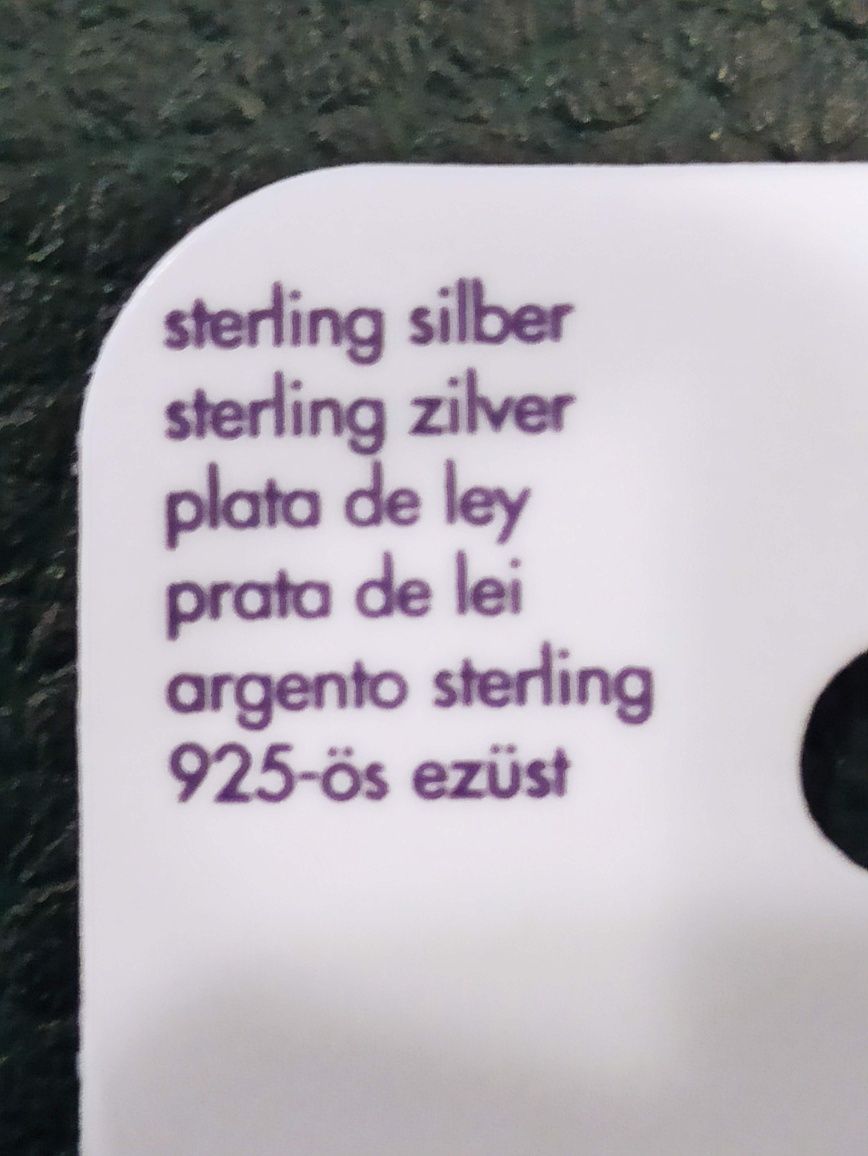 sterling silber
sterling zilver
plata de ley
prata de lei
argento sterling
925-ös ezüst